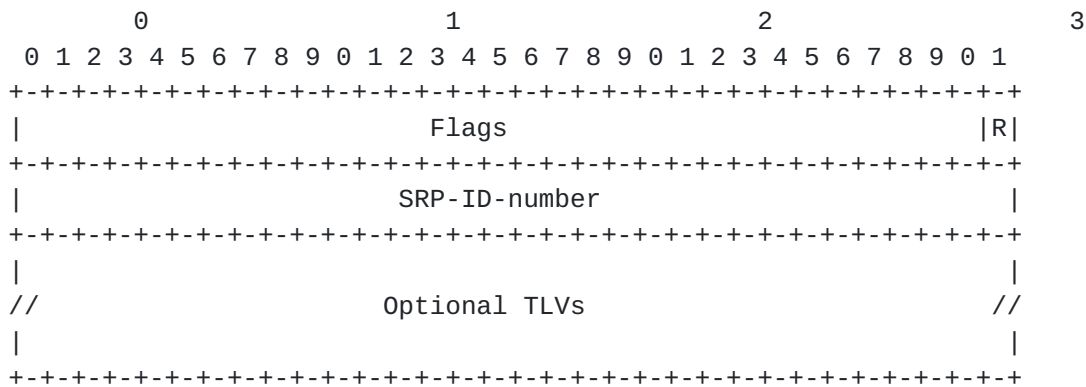 0                   1                   2                   3
 0 1 2 3 4 5 6 7 8 9 0 1 2 3 4 5 6 7 8 9 0 1 2 3 4 5 6 7 8 9 0 1
+-+-+-+-+-+-+-+-+-+-+-+-+-+-+-+-+-+-+-+-+-+-+-+-+-+-+-+-+-+-+-+-+
|                          Flags                              |R|
+-+-+-+-+-+-+-+-+-+-+-+-+-+-+-+-+-+-+-+-+-+-+-+-+-+-+-+-+-+-+-+-+
|                        SRP-ID-number                          |
+-+-+-+-+-+-+-+-+-+-+-+-+-+-+-+-+-+-+-+-+-+-+-+-+-+-+-+-+-+-+-+-+
|                                                               |
//                      Optional TLVs                          //
|                                                               |
+-+-+-+-+-+-+-+-+-+-+-+-+-+-+-+-+-+-+-+-+-+-+-+-+-+-+-+-+-+-+-+-+